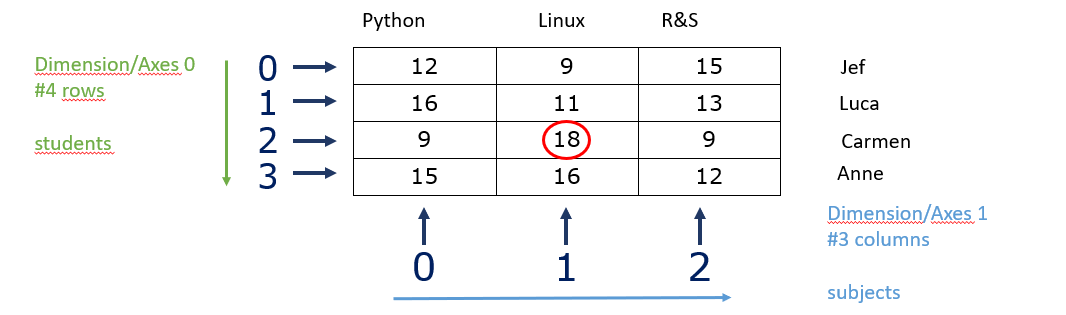 Python Linux R&S
Dimension/Axes 0
#4 rows
students
0 12 9 15 Jef
1 16 11 13 Luca
2 9 18 9 Carmen
3 15 16 12 Anne
0 1 2
Dimension/Axes 1
#3 columns
subjects